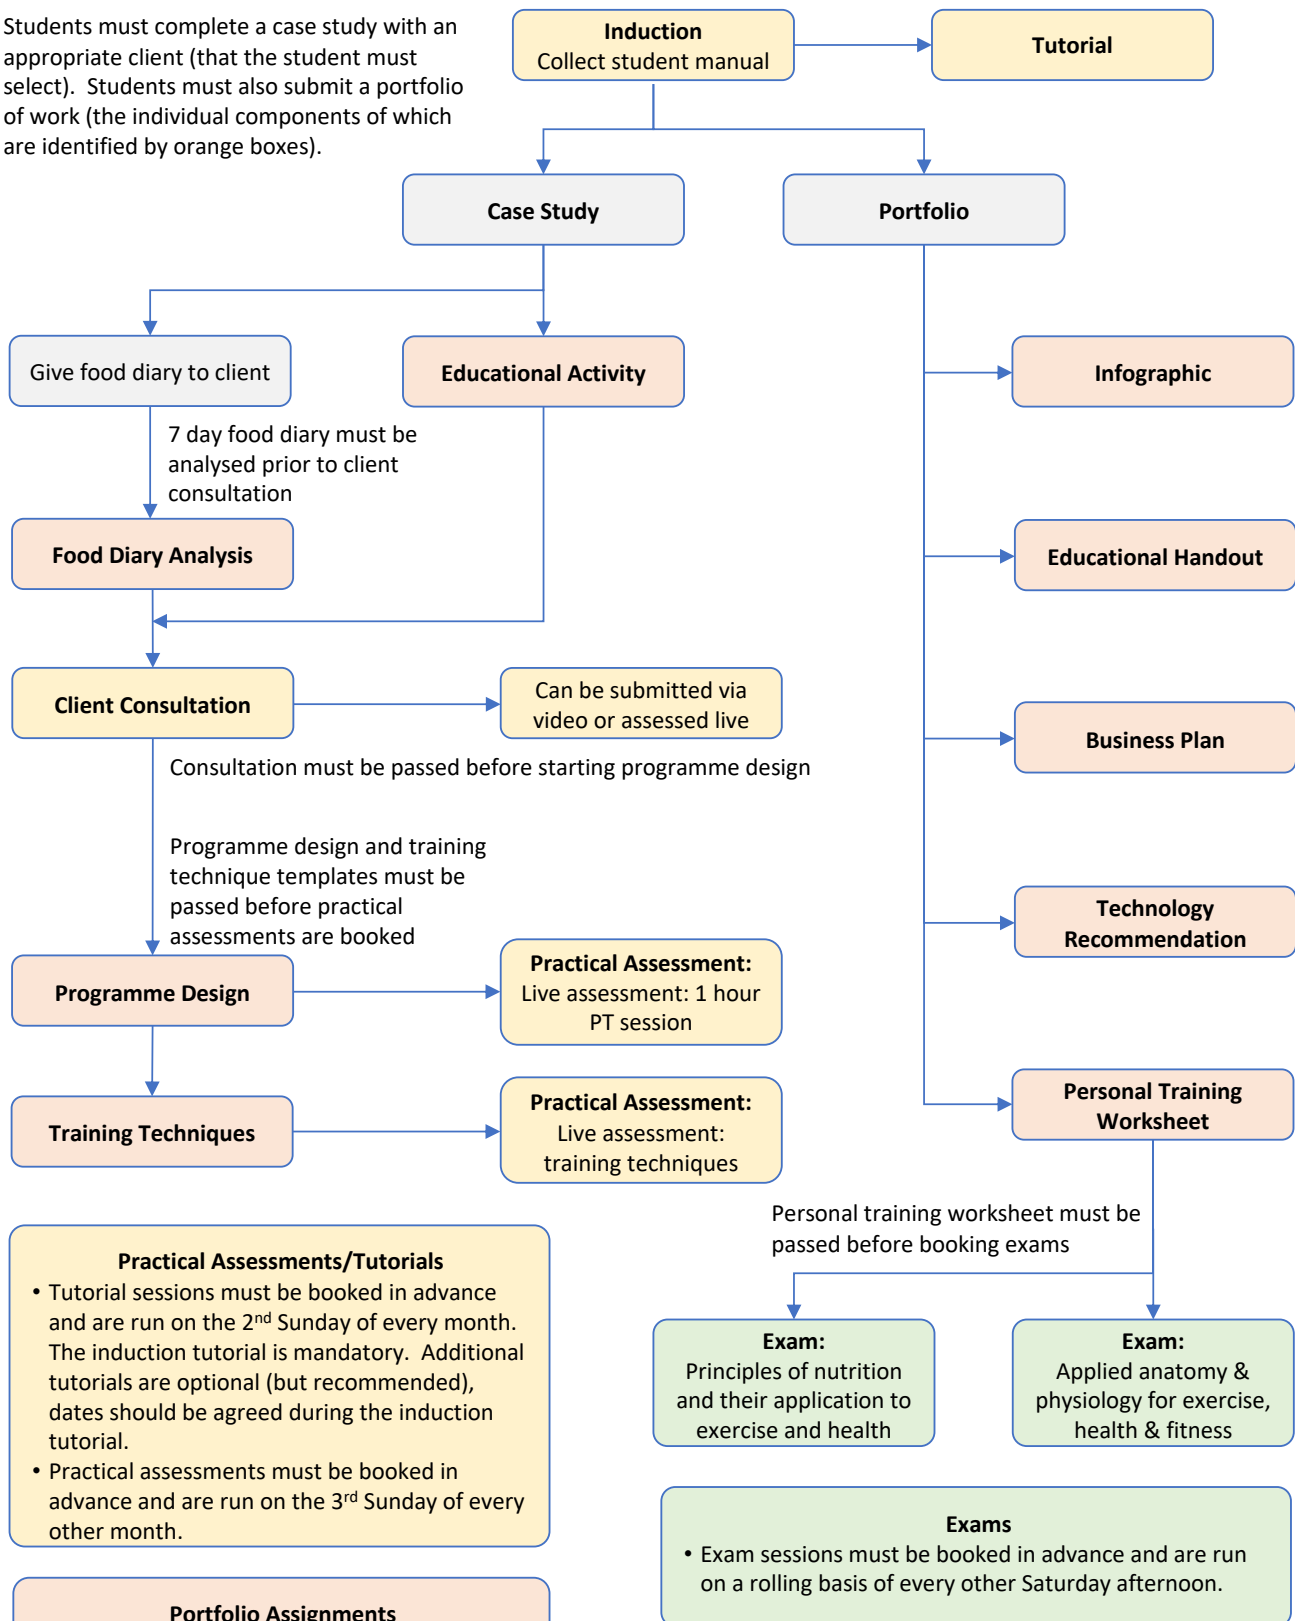 Students must complete a case study with an
appropriate client (that the student must
select).  Students must also submit a portfolio
of work (the individual components of which
are identified by orange boxes).
Induction
Collect student manual
Tutorial
Case Study
Portfolio
Give food diary to client
Educational Activity
Infographic
7 day food diary must be
analysed prior to client
consultation
Food Diary Analysis
Educational Handout
Client Consultation
Can be submitted via
video or assessed live
Business Plan
Consultation must be passed before starting programme design
Programme design and training
technique templates must be
passed before practical
assessments are booked
Technology
Recommendation
Programme Design
Practical Assessment:
Live assessment: 1 hour
PT session
Training Techniques
Practical Assessment:
Live assessment:
training techniques
Personal Training
Worksheet
Personal training worksheet must be
passed before booking exams
Exam:
Principles of nutrition
and their application to
exercise and health
Exam:
Applied anatomy &
physiology for exercise,
health & fitness
Practical Assessments/Tutorials
• Tutorial sessions must be booked in advance
and are run on the 2nd Sunday of every month.
The induction tutorial is mandatory.  Additional
tutorials are optional (but recommended),
dates should be agreed during the induction
tutorial.
• Practical assessments must be booked in
advance and are run on the 3rd Sunday of every
other month.
Exams
• Exam sessions must be booked in advance and are run
on a rolling basis of every other Saturday afternoon.
Portfolio Assignments